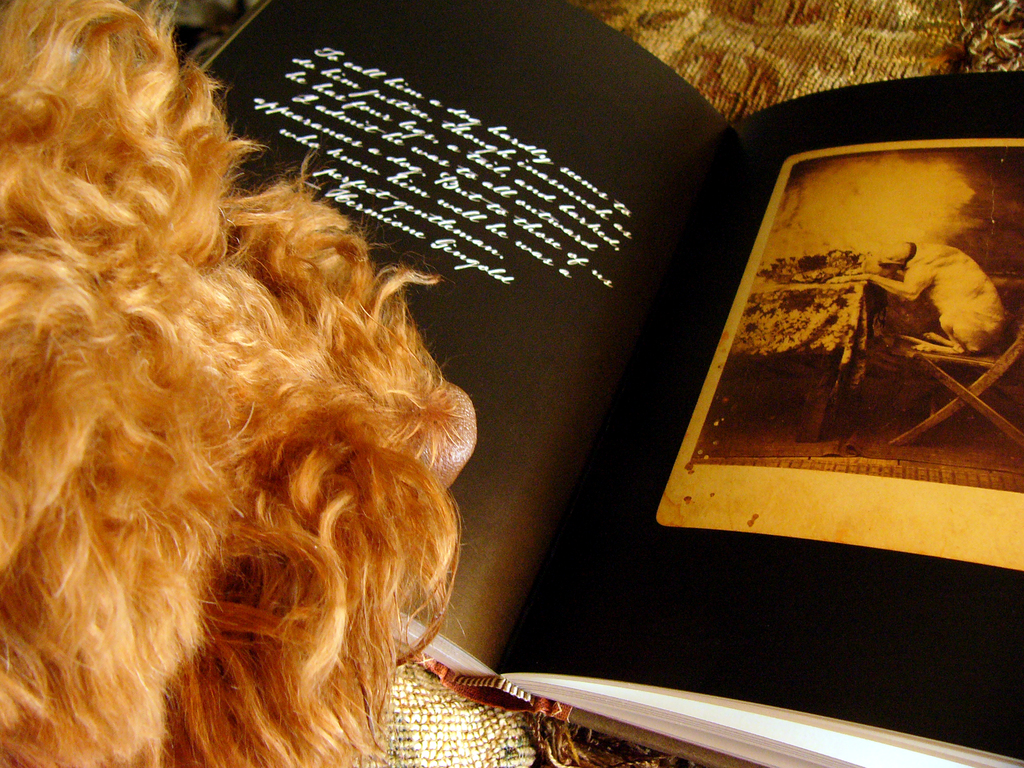 To call him a dog hardly seems to
do him justice, though inasmuch as
he had four legs, a tail, and barked,
I admit he was, to all outward
appearances, a dog. But to those of us
who knew him well, he was a
perfect gentleman.
Hermione Gingold